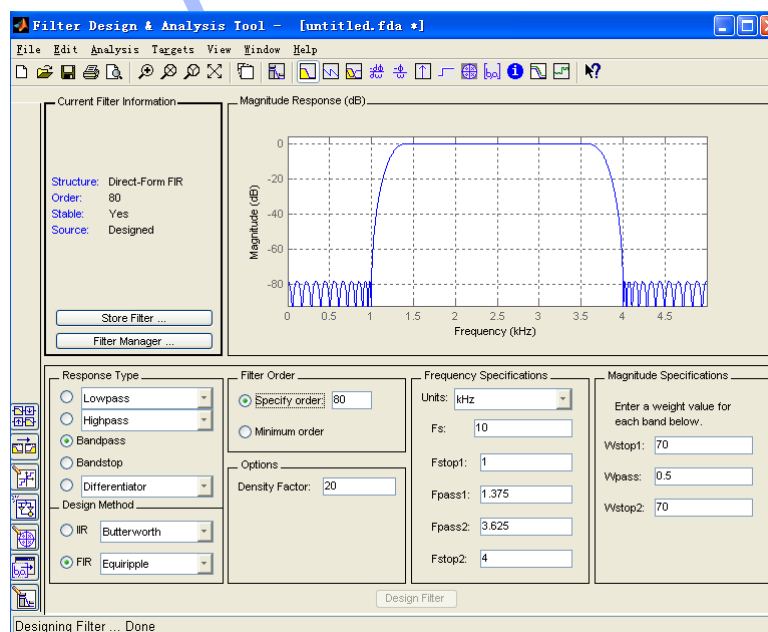 Filter Design & Analysis Tool - [untitled.fda *]
File Edit Analysis Targets View Window Help
Current Filter Information
Structure: Direct-Form FIR
Order: 80
Stable: Yes
Source: Designed
Store Filter ...
Filter Manager ...
Magnitude Response (dB)
Magnitude (dB)
0
-20
-40
-60
-80
0 0.5 1 1.5 2 2.5 3 3.5 4 4.5
Frequency (kHz)
Response Type
Lowpass
Highpass
Bandpass
Bandstop
Differentiator
Design Method
IIR Butterworth
FIR Equiripple
Filter Order
Specify order: 80
Minimum order
Options
Density Factor: 20
Frequency Specifications
Units: kHz
Fs: 10
Fstop1: 1
Fpass1: 1.375
Fpass2: 3.625
Fstop2: 4
Magnitude Specifications
Enter a weight value for
each band below.
Wstop1: 70
Wpass: 0.5
Wstop2: 70
Design Filter
Designing Filter ... Done